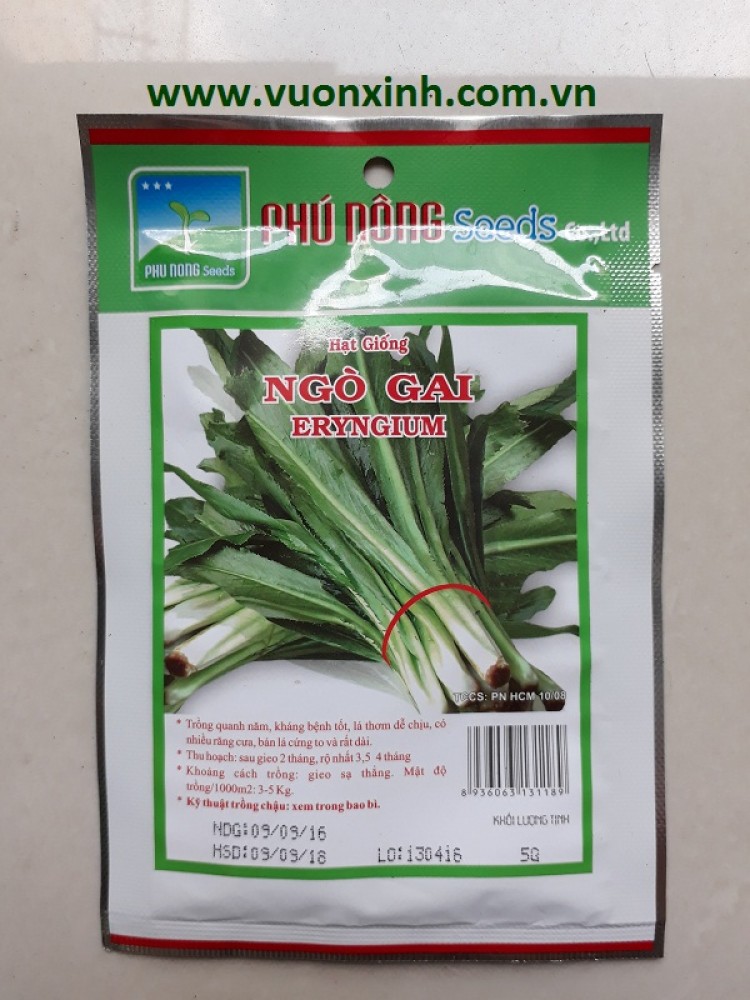 www.vuonxinh.com.vn
PHÚ NÔNG Seeds Co.,Ltd
PHU NONG Seeds
Hạt Giống
NGÒ GAI
ERYNGIUM
TCCS: PN HCM 10/08
* Trồng quanh năm, kháng bệnh tốt, lá thơm dễ chịu, có
nhiều răng cưa, bản lá cứng to và rất dài.
* Thu hoạch: sau gieo 2 tháng, rộ nhất 3,5 4 tháng
* Khoảng cách trồng: gieo sạ thẳng. Mật độ
trồng/1000m2: 3-5 Kg.
* Kỹ thuật trồng chậu: xem trong bao bì.
8 936063 131189
KHỐI LƯỢNG TỊNH
NDG:09/09/16
HSD:09/09/18 LO:130416 5G